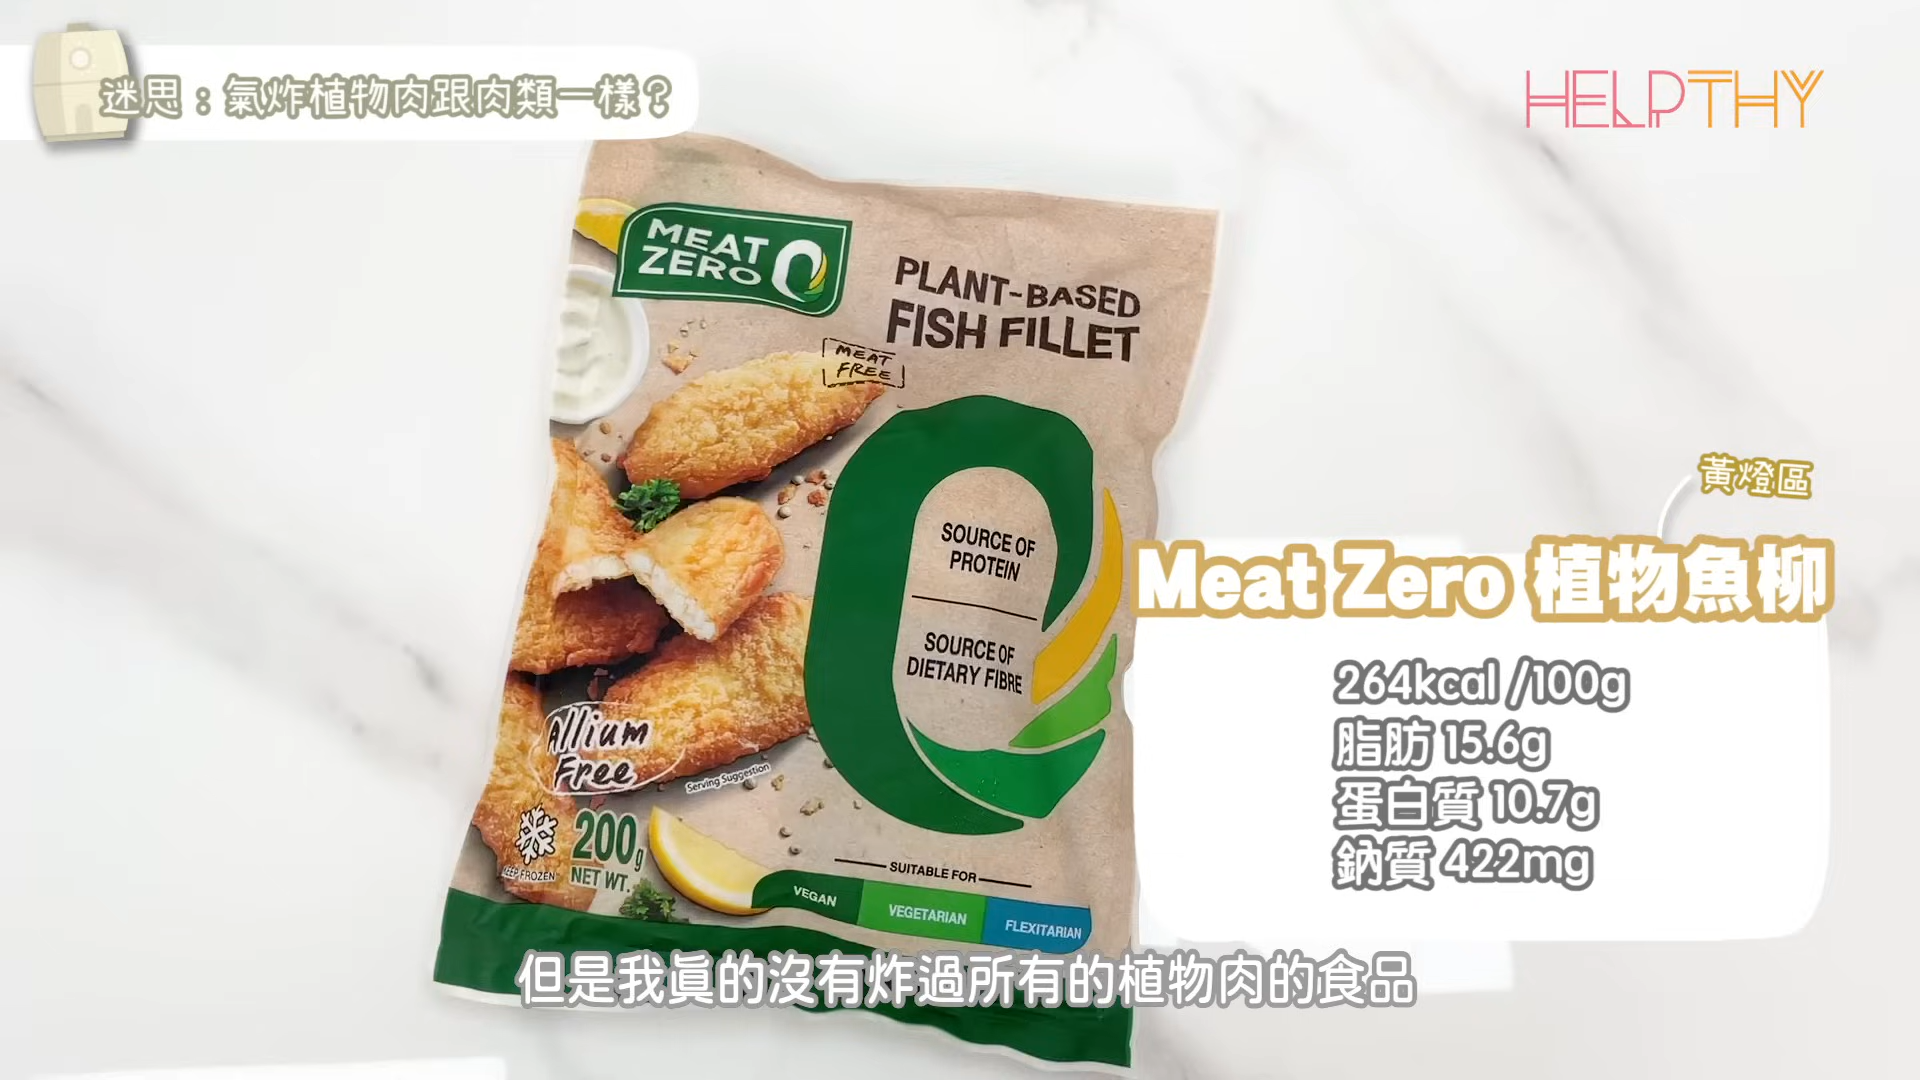 迷思：氣炸植物肉跟肉類一樣？
HELPTHY
MEAT
ZERO
PLANT-BASED
FISH FILLET
MEAT
FREE
SOURCE OF
PROTEIN
SOURCE OF
DIETARY FIBRE
Allium
Free
Serving Suggestion
KEEP FROZEN
200g
NET WT.
SUITABLE FOR
VEGAN
VEGETARIAN
FLEXITARIAN
黃燈區
Meat Zero 植物魚柳
264kcal /100g
脂肪 15.6g
蛋白質 10.7g
鈉質 422mg
但是我真的沒有炸過所有的植物肉的食品